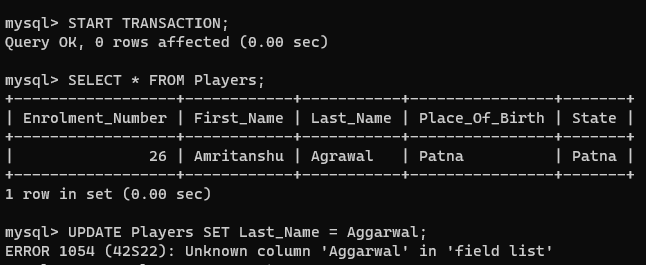 mysql> START TRANSACTION;
Query OK, 0 rows affected (0.00 sec)
mysql> SELECT * FROM Players;
+------------------+------------+-----------+----------------+-------+
| Enrolment_Number | First_Name | Last_Name | Place_Of_Birth | State |
+------------------+------------+-----------+----------------+-------+
|               26 | Amritanshu | Agrawal   | Patna          | Patna |
+------------------+------------+-----------+----------------+-------+
1 row in set (0.00 sec)
mysql> UPDATE Players SET Last_Name = Aggarwal;
ERROR 1054 (42S22): Unknown column 'Aggarwal' in 'field list'